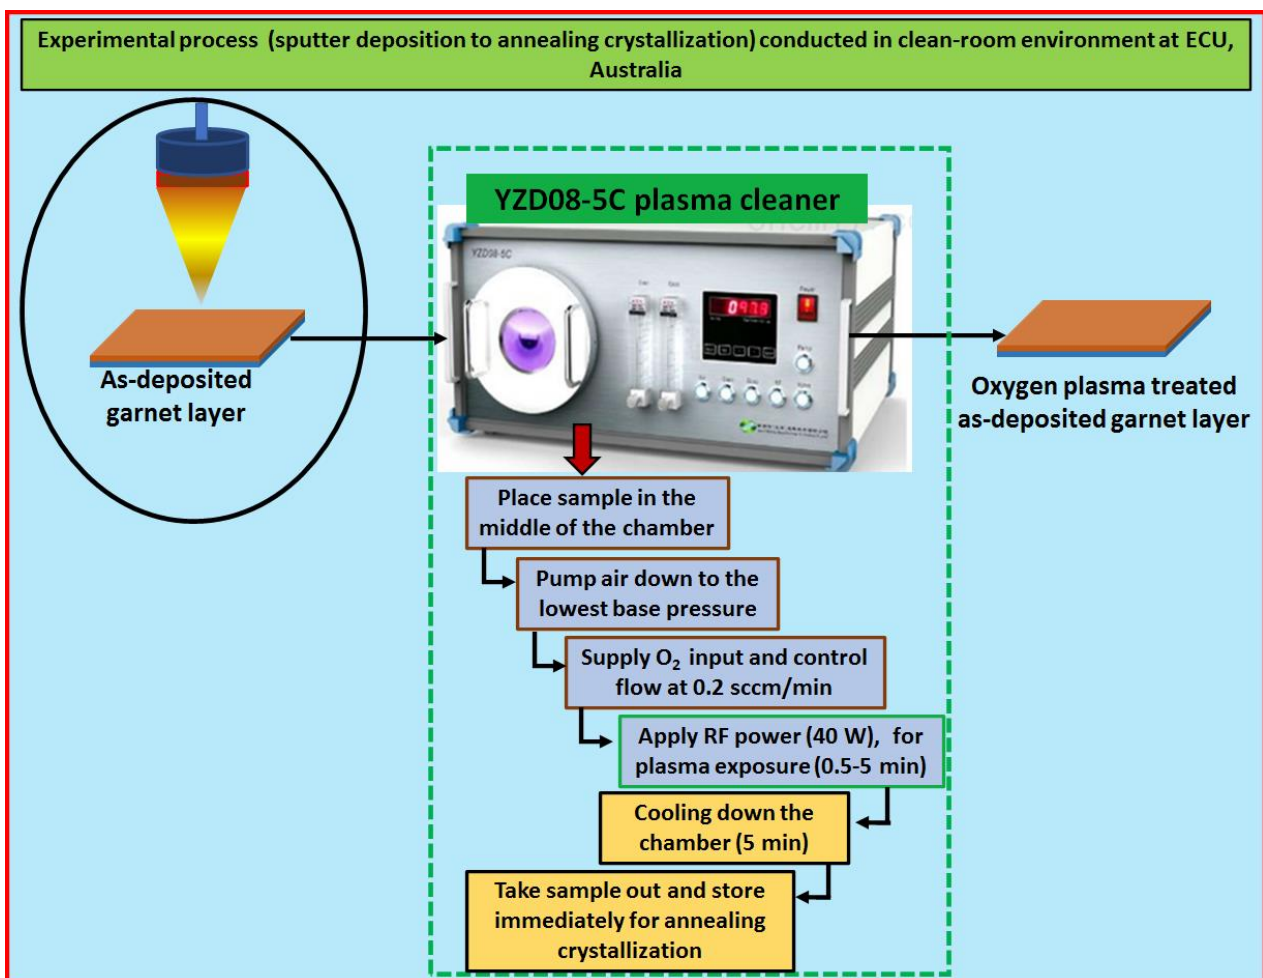 Experimental process (sputter deposition to annealing crystallization) conducted in clean-room environment at ECU,
Australia
YZD08-5C plasma cleaner
YZD08-5C
As-deposited
garnet layer
Oxygen plasma treated
as-deposited garnet layer
Place sample in the
middle of the chamber
Pump air down to the
lowest base pressure
Supply O₂ input and control
flow at 0.2 sccm/min
Apply RF power (40 W), for
plasma exposure (0.5-5 min)
Cooling down the
chamber (5 min)
Take sample out and store
immediately for annealing
crystallization